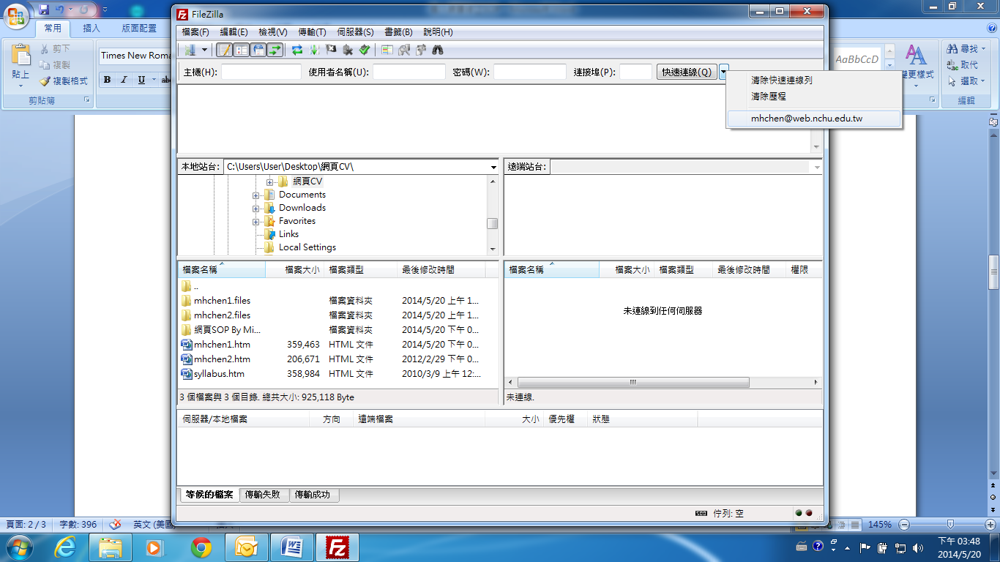 FileZilla
常用 插入 版面配置
檔案(F) 編輯(E) 檢視(V) 傳輸(T) 伺服器(S) 書籤(B) 說明(H)
剪下
複製
複製格式
貼上
剪貼簿
Times New Roma
B I U
AaBbCcD
變更樣式
尋找
取代
選取
編輯
主機(H): 使用者名稱(U): 密碼(W): 連接埠(P): 快速連線(Q)
清除快速連線列
清除歷程
mhchen@web.nchu.edu.tw
本地站台: C:\Users\User\Desktop\網頁CV\
遠端站台:
網頁CV
Documents
Downloads
Favorites
Links
Local Settings
檔案名稱 檔案大小 檔案類型 最後修改時間
..
mhchen1.files 檔案資料夾 2014/5/20 上午 1...
mhchen2.files 檔案資料夾 2014/5/20 上午 1...
網頁SOP By Mi... 檔案資料夾 2014/5/20 下午 0...
mhchen1.htm 359,463 HTML 文件 2014/5/20 下午 0...
mhchen2.htm 206,671 HTML 文件 2012/2/29 下午 0...
syllabus.htm 358,984 HTML 文件 2010/3/9 上午 12:...
3 個檔案與 3 個目錄. 總共大小: 925,118 Byte
檔案名稱 檔案大小 檔案類型 最後修改時間 權限
未連線到任何伺服器
未連線.
伺服器/本地檔案 方向 遠端檔案 大小 優先權 狀態
等候的檔案 傳輸失敗 傳輸成功
佇列: 空
頁面: 2 / 3 字數: 396 英文 (美國 145%
下午 03:48
2014/5/20